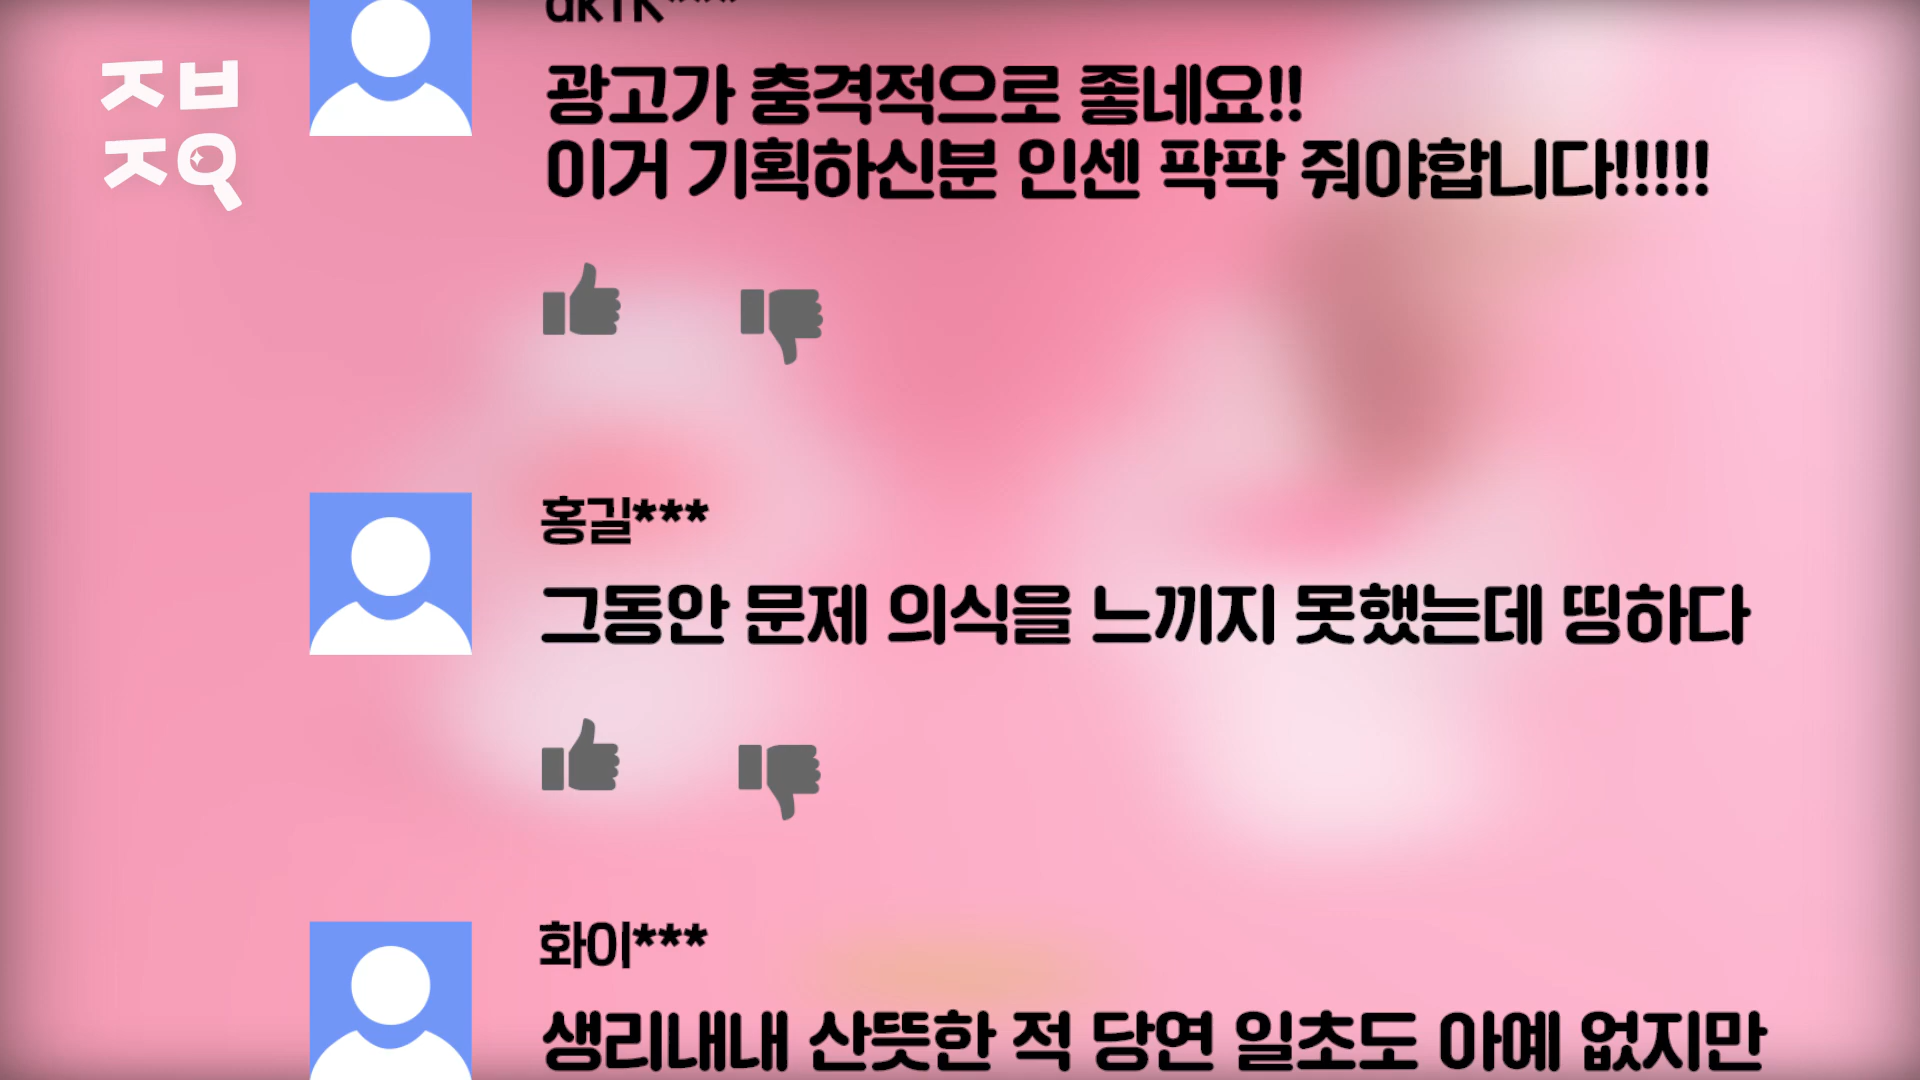 줍
줍
광고가 충격적으로 좋네요!!
이거 기획하신분 인센 팍팍 줘야합니다!!!!!
홍길***
그동안 문제 의식을 느끼지 못했는데 띵하다
화이***
생리내내 산뜻한 적 당연 일초도 아예 없지만